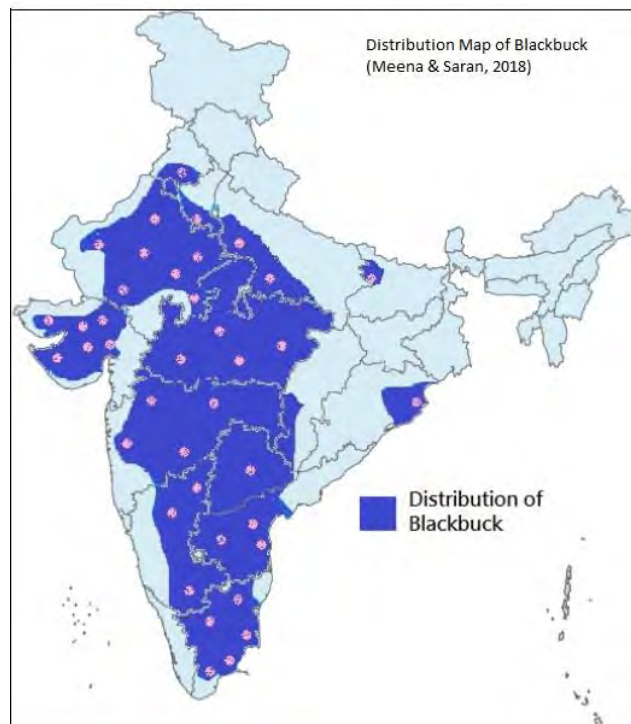 Distribution Map of Blackbuck
(Meena & Saran, 2018)
Distribution of
Blackbuck